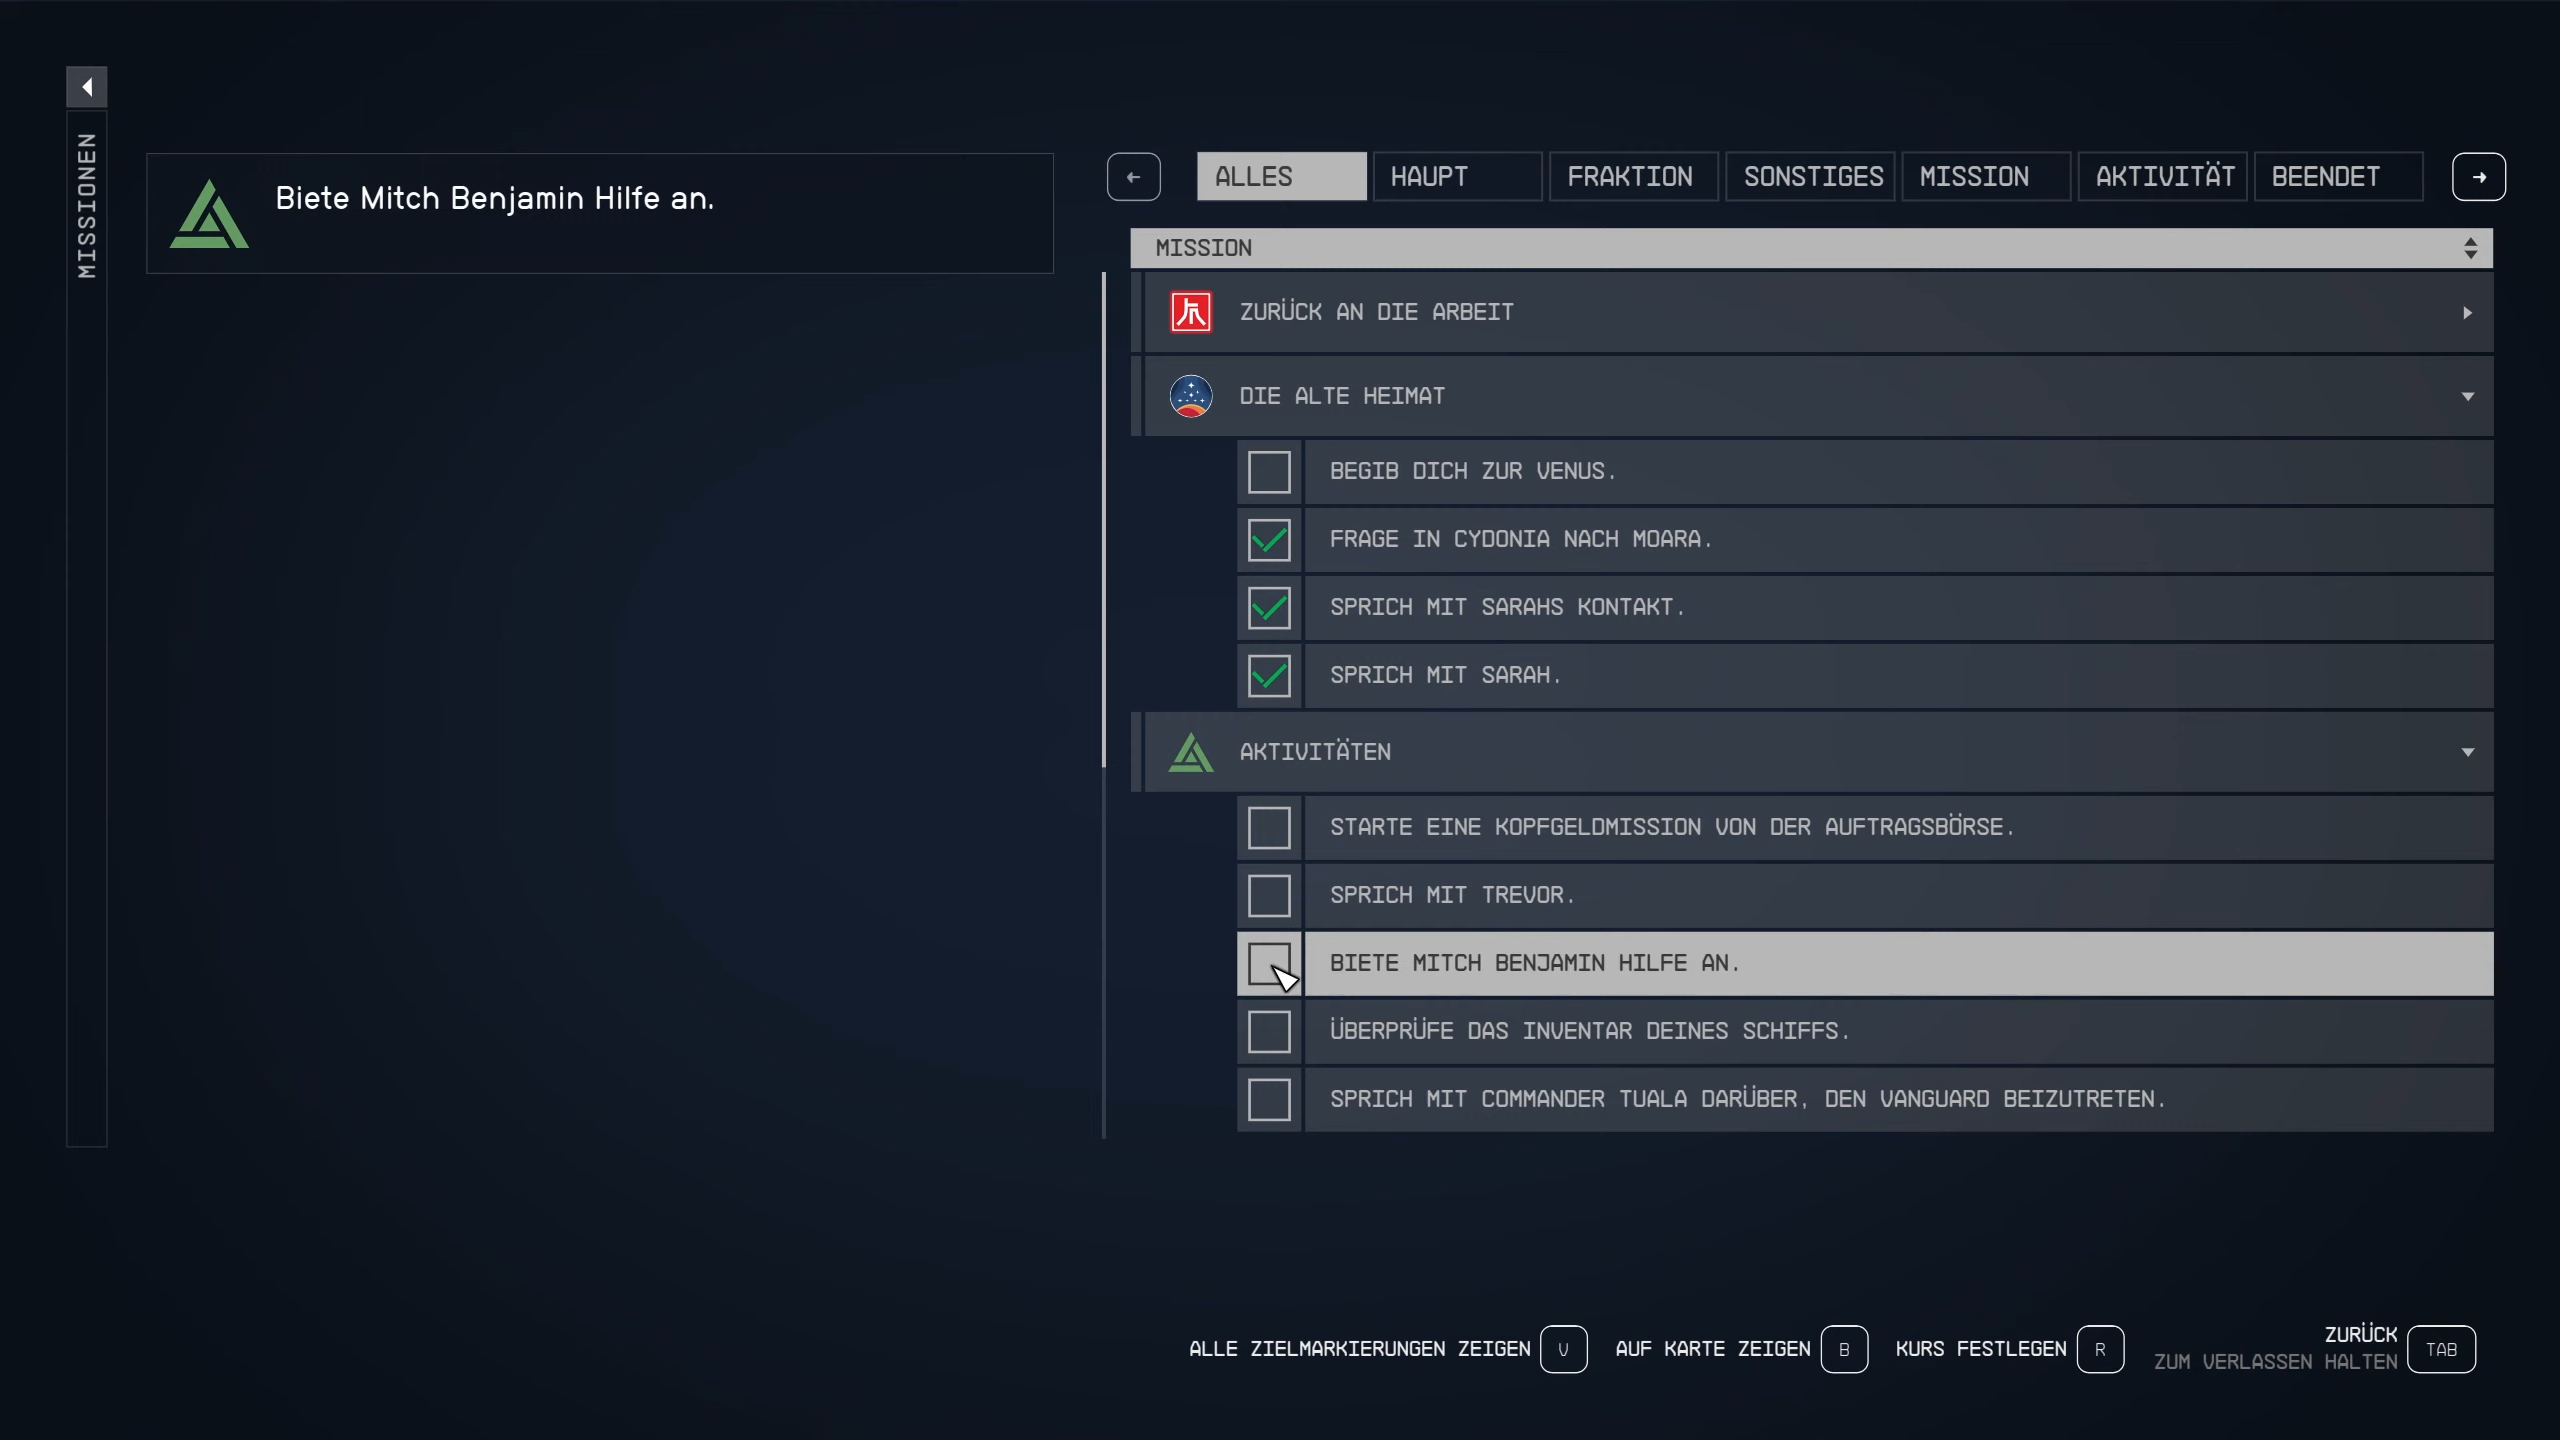 MISSIONEN
Biete Mitch Benjamin Hilfe an.
ALLES HAUPT FRAKTION SONSTIGES MISSION AKTIVITÄT BEENDET
MISSION
ZURÜCK AN DIE ARBEIT
DIE ALTE HEIMAT
BEGIB DICH ZUR VENUS.
FRAGE IN CYDONIA NACH MOARA.
SPRICH MIT SARAHS KONTAKT.
SPRICH MIT SARAH.
AKTIVITÄTEN
STARTE EINE KOPFGELDMISSION VON DER AUFTRAGSBÖRSE.
SPRICH MIT TREVOR.
BIETE MITCH BENJAMIN HILFE AN.
ÜBERPRÜFE DAS INVENTAR DEINES SCHIFFS.
SPRICH MIT COMMANDER TUALA DARÜBER, DEN VANGUARD BEIZUTRETEN.
ALLE ZIELMARKIERUNGEN ZEIGEN V AUF KARTE ZEIGEN B KURS FESTLEGEN R ZURÜCK TAB
ZUM VERLASSEN HALTEN